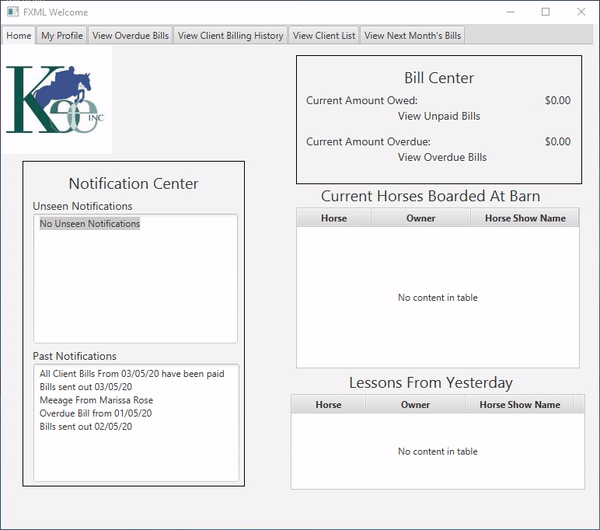 FXML Welcome
Home My Profile View Overdue Bills View Client Billing History View Client List View Next Month's Bills
Kee INC
Bill Center
Current Amount Owed: $0.00
View Unpaid Bills
Current Amount Overdue: $0.00
View Overdue Bills
Notification Center
Unseen Notifications
No Unseen Notifications
Past Notifications
All Client Bills From 03/05/20 have been paid
Bills sent out 03/05/20
Meeage From Marissa Rose
Overdue Bill from 01/05/20
Bills sent out 02/05/20
Current Horses Boarded At Barn
Horse Owner Horse Show Name
No content in table
Lessons From Yesterday
Horse Owner Horse Show Name
No content in table